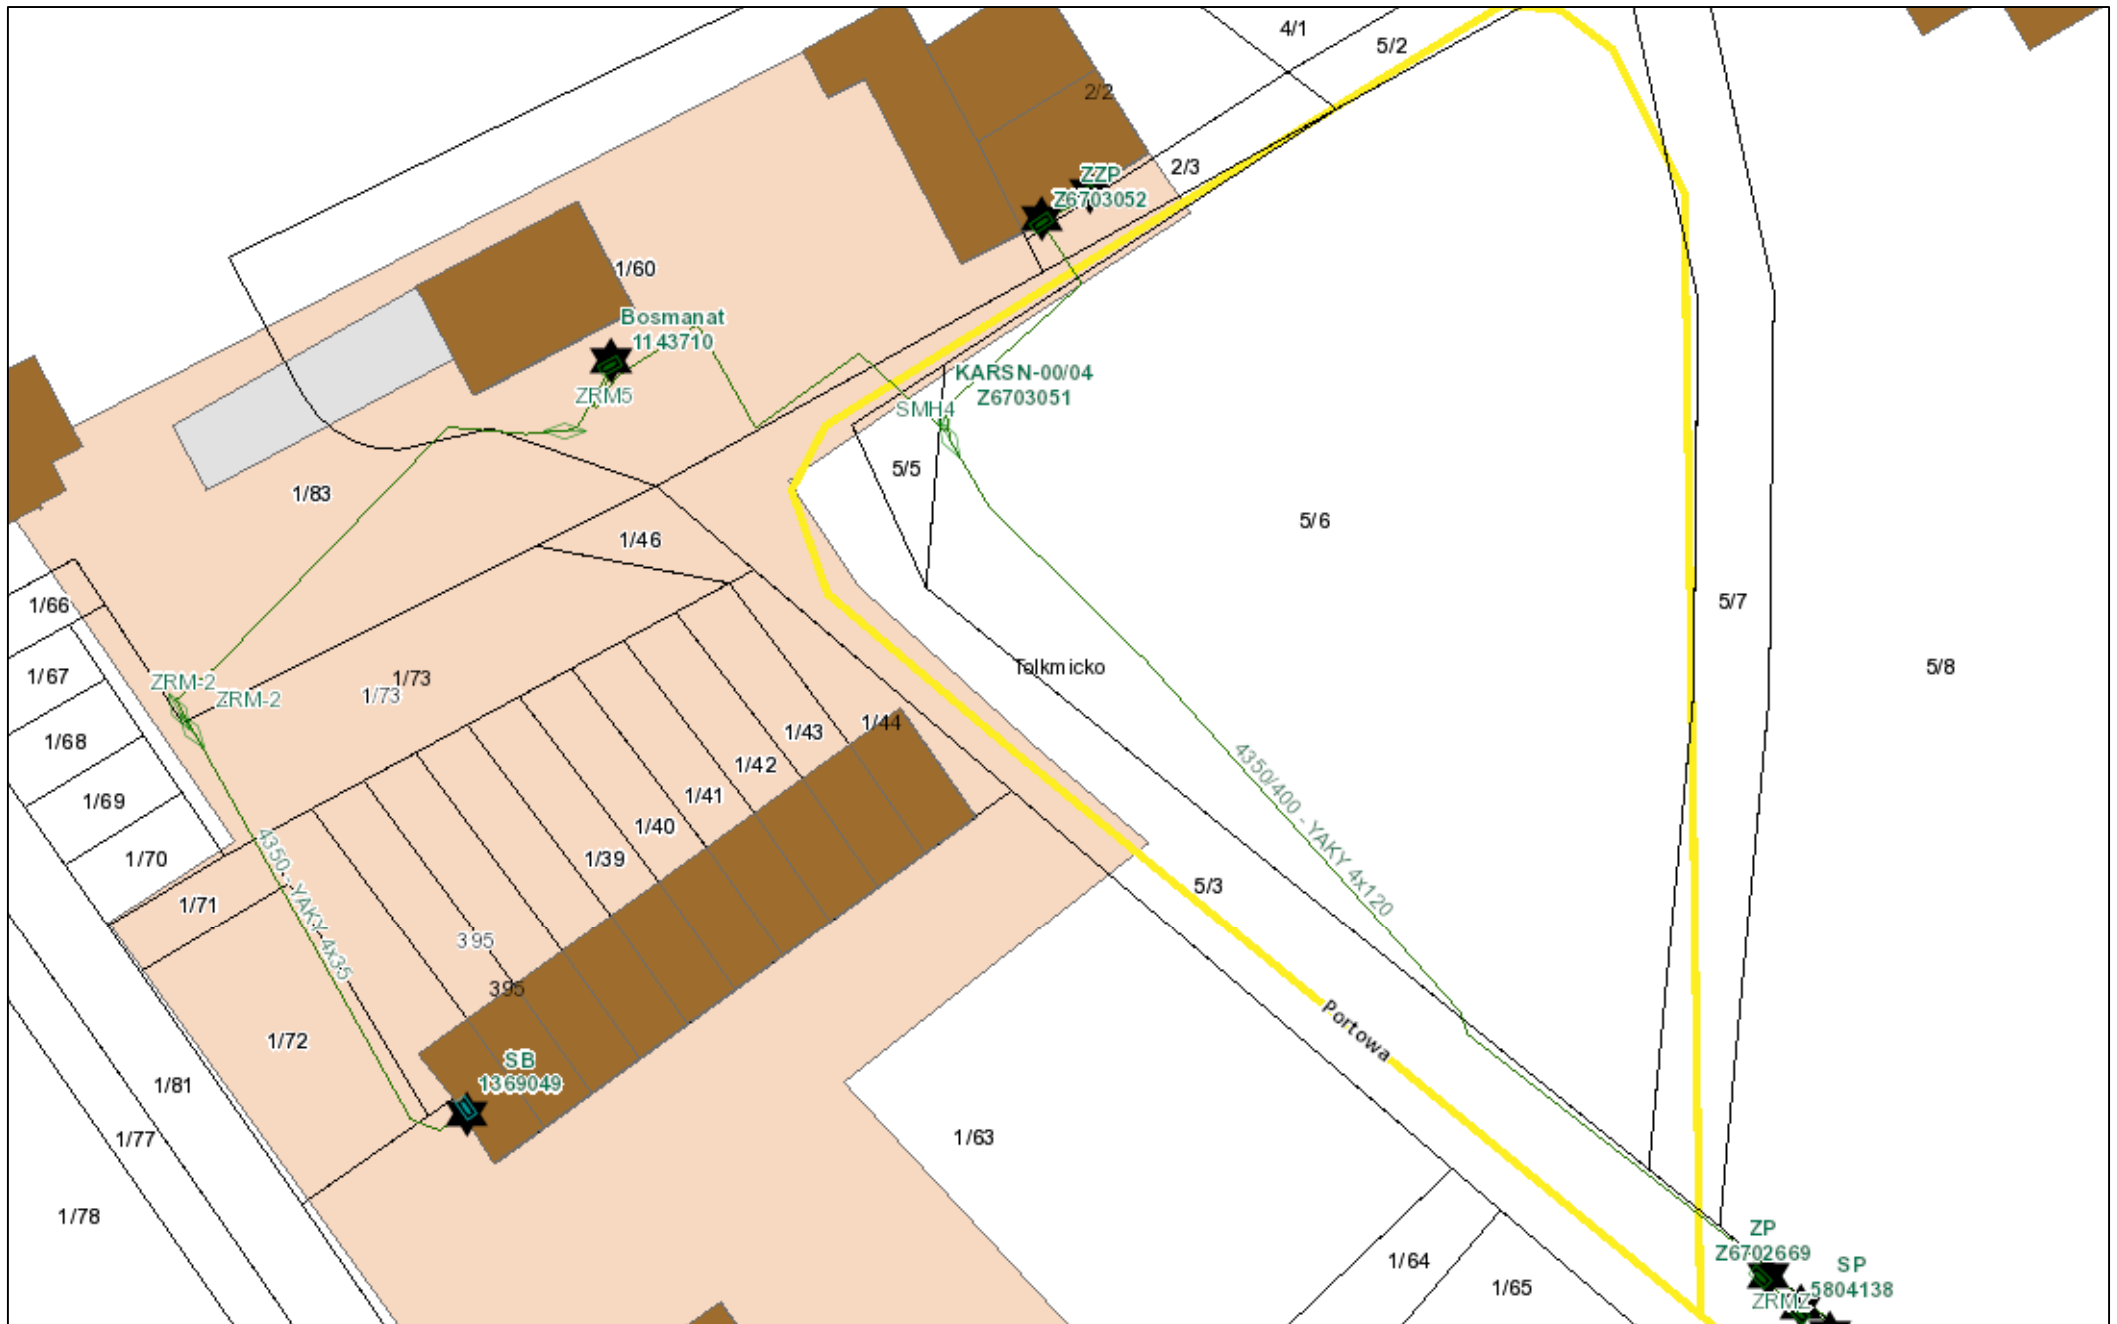 4/1
5/2
2/2
2/3
ZZP
Z6703052
1/60
Bosmanat
1143710
ZRM5
KARSN-00/04
Z6703051
SMH4
5/5
1/83
5/6
1/46
1/66
5/7
Tolkmicko
5/8
1/67
1/73
1/73
ZRM-2
ZRM-2
1/68
1/44
1/43
1/42
1/69
1/41
1/40
1/70
1/39
4350/400 - YAKY 4x120
4350 - YAKY 4x35
5/3
1/71
395
395
1/72
Portowa
SB
1369049
1/81
1/77
1/63
1/78
ZP
Z6702669
1/64
SP
5804138
1/65
ZRMZ